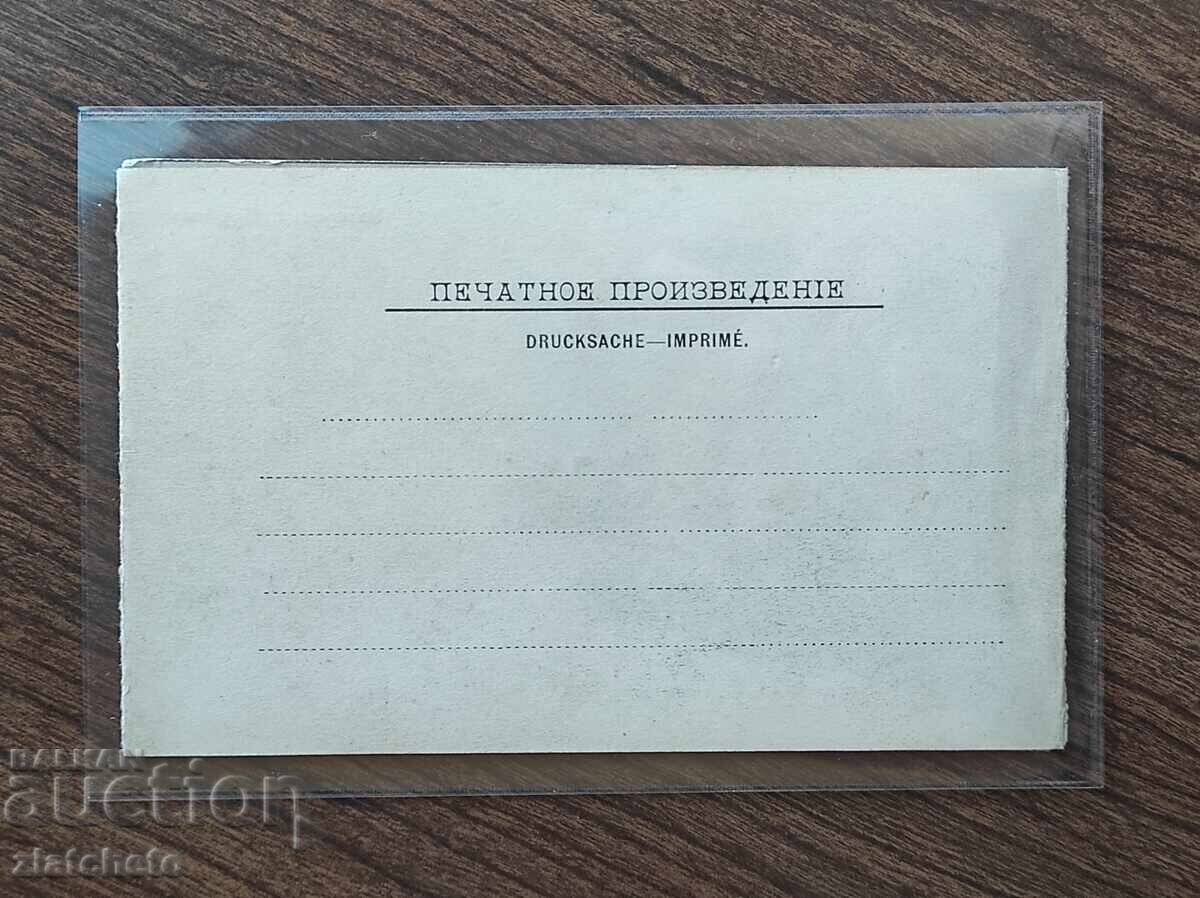 ПЕЧАТНОЕ ПРОИЗВЕДЕНІЕ
DRUCKSACHE—IMPRIMÉ.
BALKAN
auction
zlatcheto